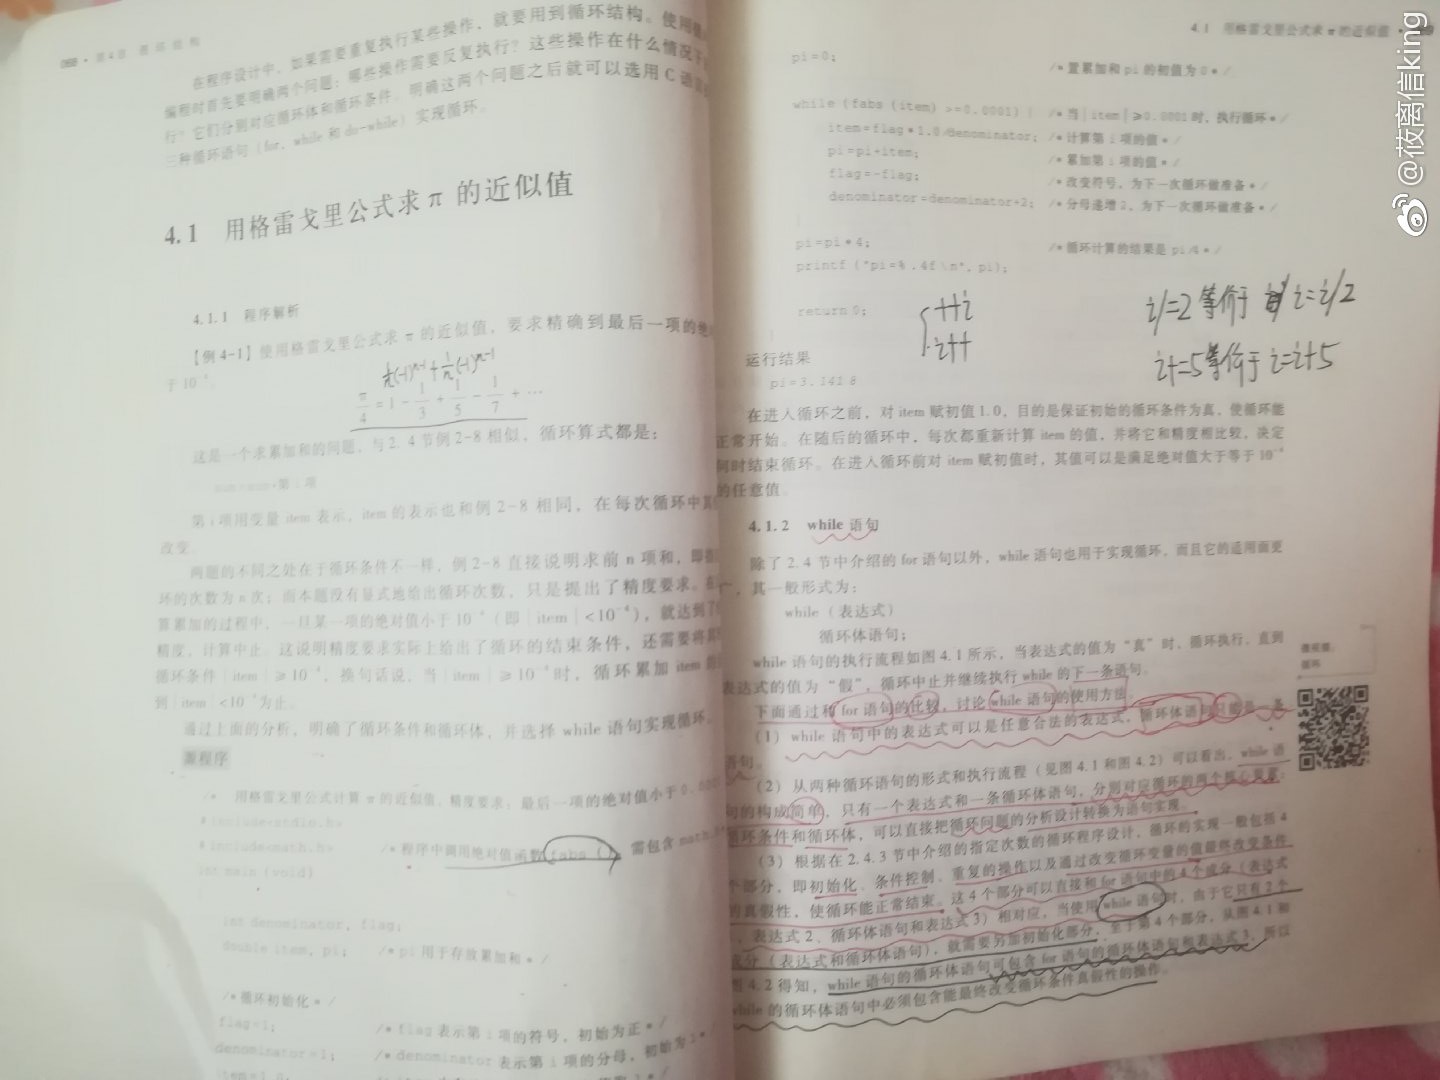 第4章 循环结构
在程序设计中，如果需要重复执行某些操作，就要用到循环结构。使用
编程时首先要明确两个问题：哪些操作需要反复执行？这些操作在什么情况下
行？它们分别对应循环体和循环条件。明确这两个问题之后就可以选用 C 语
三种循环语句（for、while 和 do-while）实现循环。
4.1 用格雷戈里公式求 π 的近似值
4.1.1 程序解析
【例 4-1】使用格雷戈里公式求 π 的近似值，要求精确到最后一项的绝
于 10
π/4 = 1 - 1/3 + 1/5 - 1/7 + …
这是一个求累加和的问题，与 2.4 节例 2-8 相似，循环算式都是：
第 i 项
第 i 项用变量 item 表示，item 的表示也和例 2-8 相同，在每次循环中其
改变
两题的不同之处在于循环条件不一样，例 2-8 直接说明求前 n 项和，即
环的次数为 n 次；而本题没有显式地给出循环次数，只是提出了精度要求。
算累加的过程中，一旦某一项的绝对值小于 10⁻⁴（即 |item|<10⁻⁴），就达到了
精度，计算中止。这说明精度要求实际上给出了循环的结束条件，还需要将
循环条件 |item|≥10⁻⁴，换句话说，当 |item|≥10⁻⁴ 时，循环累加 item
到 |item|<10⁻⁴ 为止。
通过上面的分析，明确了循环条件和循环体，并选择 while 语句实现循环。
源程序
/* 用格雷戈里公式计算 π 的近似值，精度要求：最后一项的绝对值小于 0.0001
#include<stdio.h>
#include<math.h> /*程序中调用绝对值函数 fabs()，需包含 math.h
int main (void)
int denominator, flag;
double item, pi; /*pi 用于存放累加和*/
/*循环初始化*/
flag=1; /*flag 表示第 i 项的符号，初始为正*/
denominator=1; /*denominator 表示第 i 项的分母，初始为 1*
item=1.0;
4.1 用格雷戈里公式求 π 的近似值
pi=0; /*置累加和 pi 的初值为 0*/
while (fabs (item) >=0.0001) { /*当|item|≥0.0001 时，执行循环*/
item=flag*1.0/denominator; /*计算第 i 项的值*/
pi=pi+item; /*累加第 i 项的值*/
flag=-flag; /*改变符号，为下一次循环做准备*/
denominator=denominator+2; /*分母递增 2，为下一次循环做准备*/
pi=pi*4; /*循环计算的结果是 pi/4*/
printf ("pi=%.4f\n", pi);
return 0;
++i
i++
i/=2 等价于 i=i/2
i+=5 等价于 i=i+5
运行结果
pi=3.1418
在进入循环之前，对 item 赋初值 1.0，目的是保证初始的循环条件为真，使循环能
正常开始。在随后的循环中，每次都重新计算 item 的值，并将它和精度相比较，决定
何时结束循环。在进入循环前对 item 赋初值时，其值可以是满足绝对值大于等于 10⁻⁴
的任意值。
4.1.2 while 语句
除了 2.4 节中介绍的 for 语句以外，while 语句也用于实现循环，而且它的适用面更
，其一般形式为：
while（表达式）
循环体语句；
while 语句的执行流程如图 4.1 所示，当表达式的值为“真”时，循环执行，直到
表达式的值为“假”，循环中止并继续执行 while 的下一条语句。
下面通过和 for 语句的比较，讨论 while 语句的使用方法。
（1）while 语句中的表达式可以是任意合法的表达式，循环体语句只能是一条
语句。
（2）从两种循环语句的形式和执行流程（见图 4.1 和图 4.2）可以看出，while 语
句的构成简单，只有一个表达式和一条循环体语句，分别对应循环的两个核心要素：
循环条件和循环体，可以直接把循环问题的分析设计转换为语句实现。
（3）根据在 2.4.3 节中介绍的指定次数的循环程序设计，循环的实现一般包括 4
个部分，即初始化、条件控制、重复的操作以及通过改变循环变量的值最终改变条件
的真假性，使循环能正常结束。这 4 个部分可以直接和 for 语句中的 4 个成分（表达式
、表达式 2、循环体语句和表达式 3）相对应，当使用 while 语句时，由于它只有 2 个
成分（表达式和循环体语句），就需要另加初始化部分，至于第 4 个部分，从图 4.1 和
图 4.2 得知，while 语句的循环体语句可包含 for 语句的循环体语句和表达式 3，所以
while 的循环体语句中必须包含能最终改变循环条件真假性的操作。
循环
@莜离信king